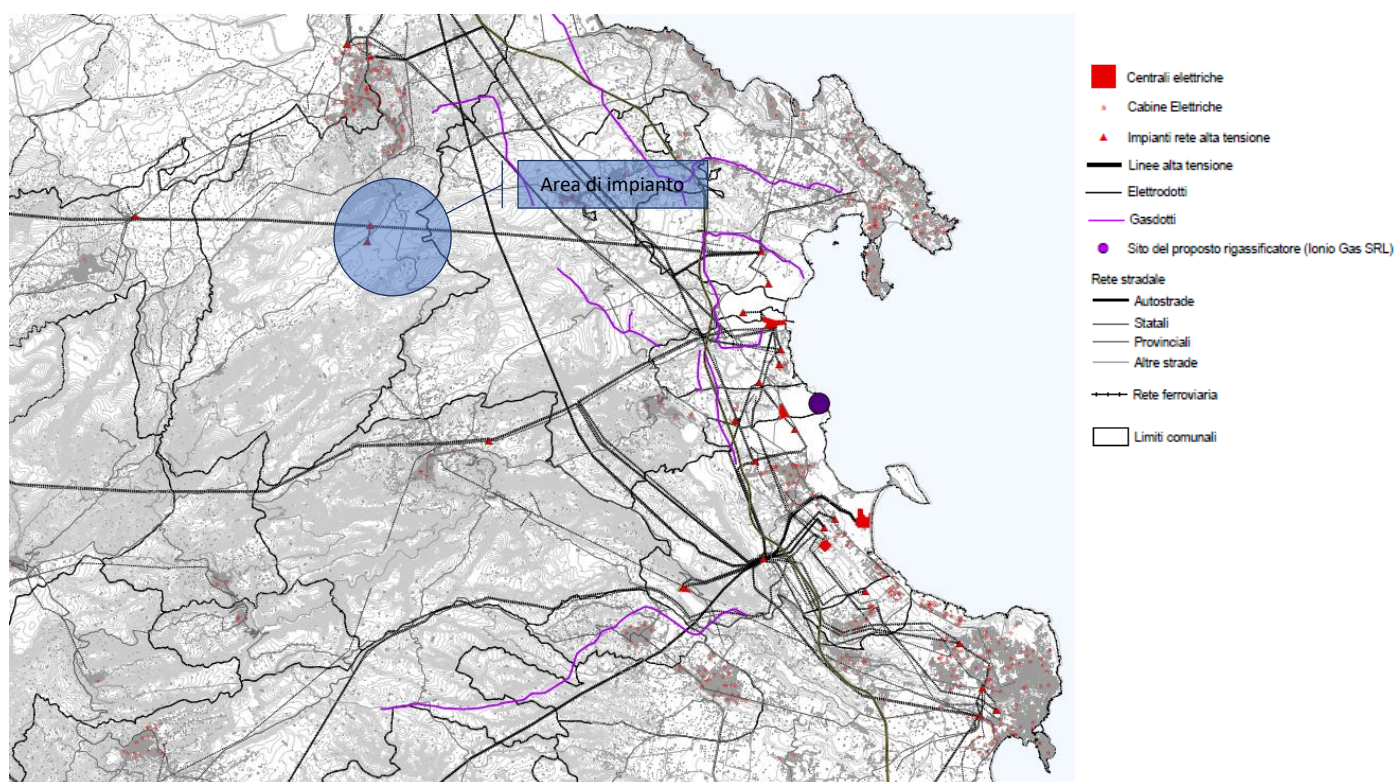 Area di impianto
Centrali elettriche
Cabine Elettriche
Impianti rete alta tensione
Linee alta tensione
Elettrodotti
Gasdotti
Sito del proposto rigassificatore (Ionio Gas SRL)
Rete stradale
Autostrade
Statali
Provinciali
Altre strade
Rete ferroviaria
Limiti comunali